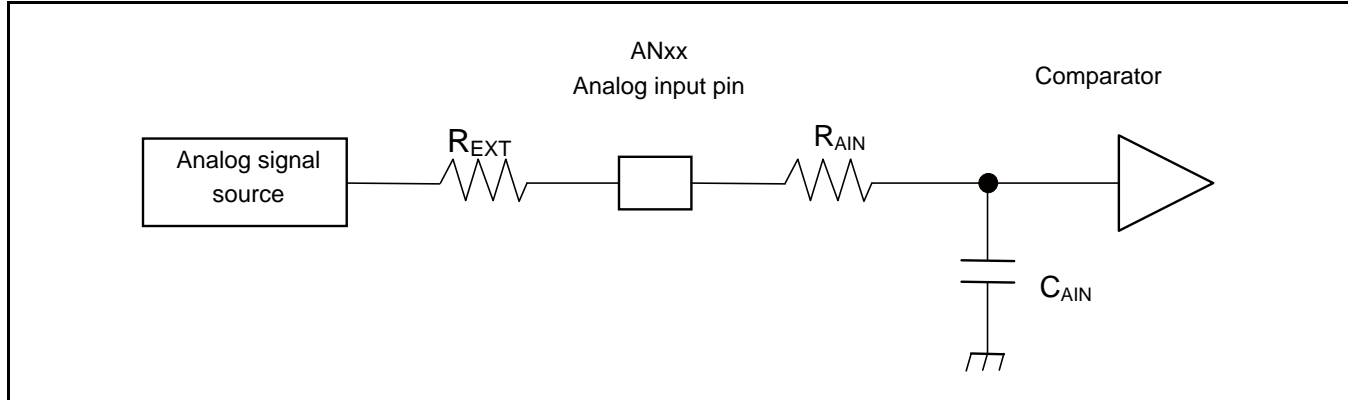 ANxx
Analog input pin
Comparator
Analog signal
source
REXT
RAIN
CAIN